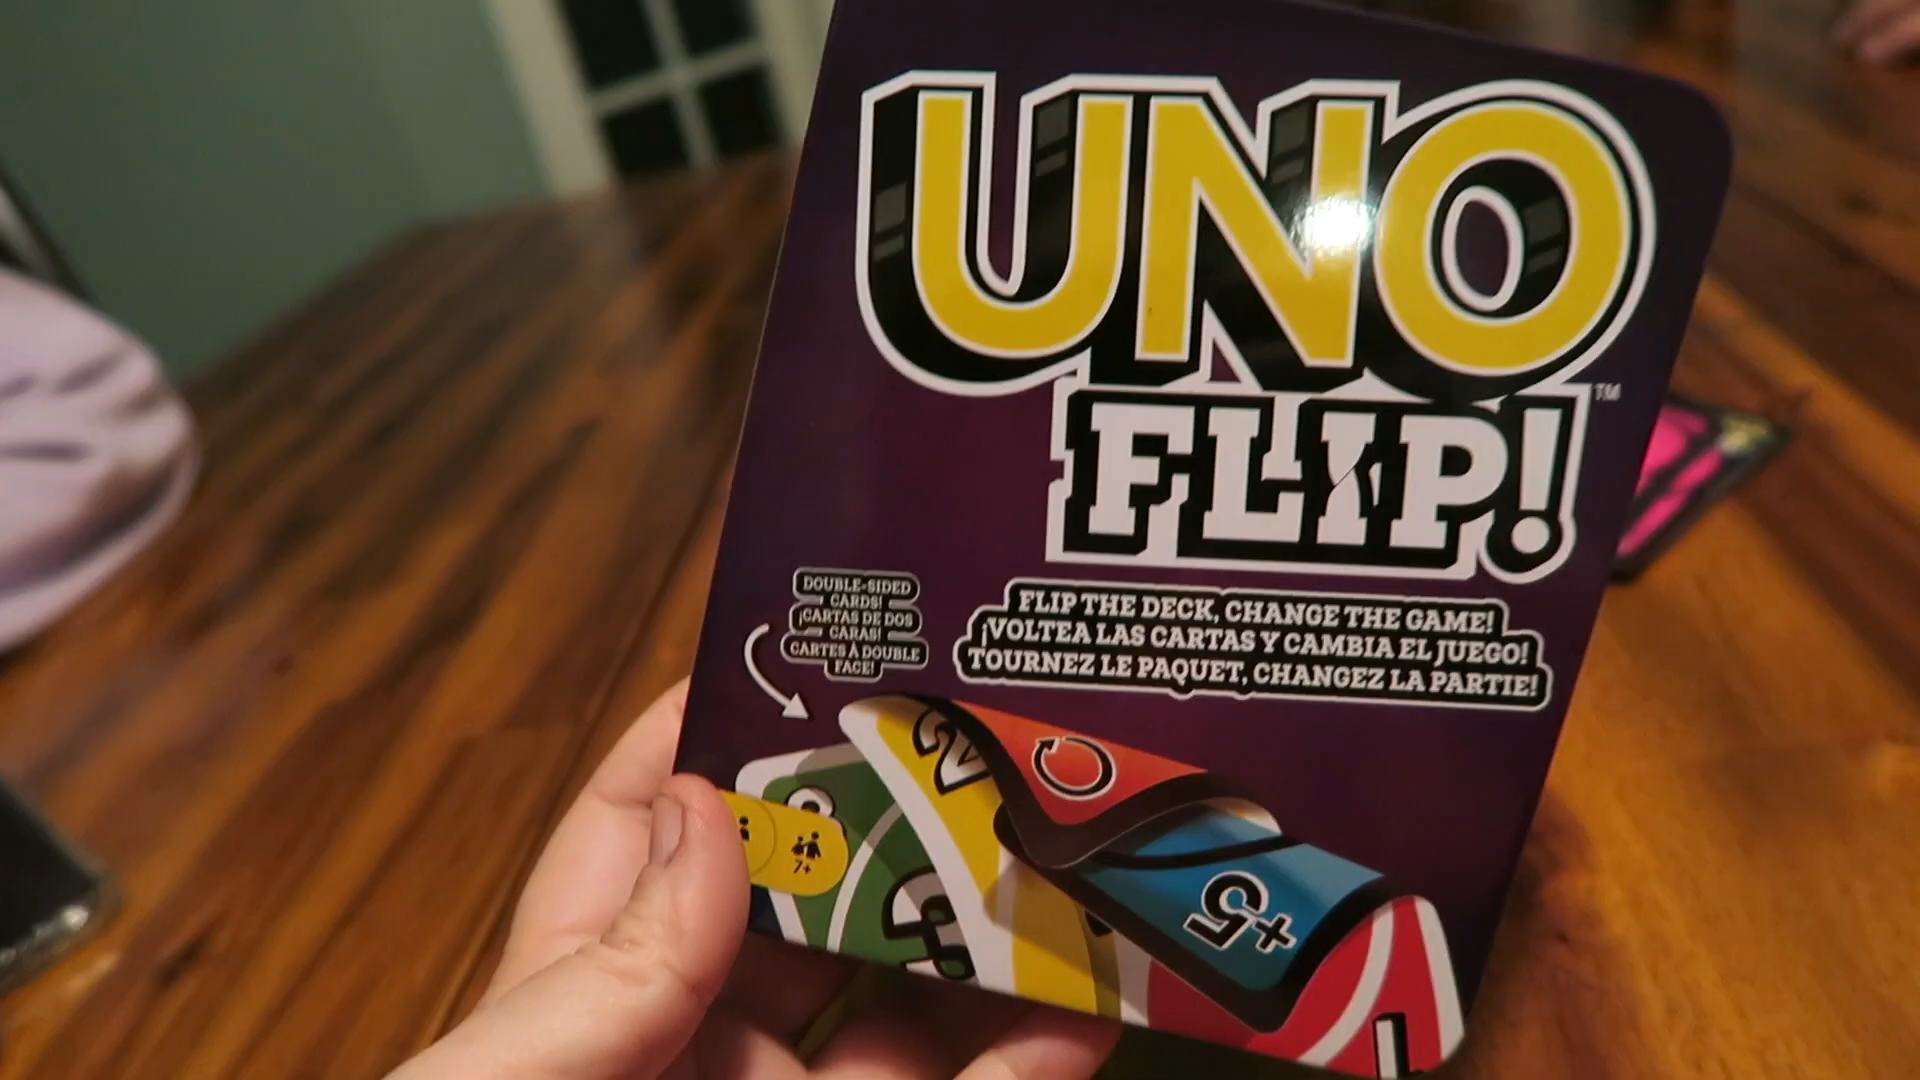 UNO
FLIP!
TM
DOUBLE-SIDED
CARDS!
¡CARTAS DE DOS
CARAS!
CARTES À DOUBLE
FACE!
FLIP THE DECK, CHANGE THE GAME!
¡VOLTEA LAS CARTAS Y CAMBIA EL JUEGO!
TOURNEZ LE PAQUET, CHANGEZ LA PARTIE!
2
7+
8
+5